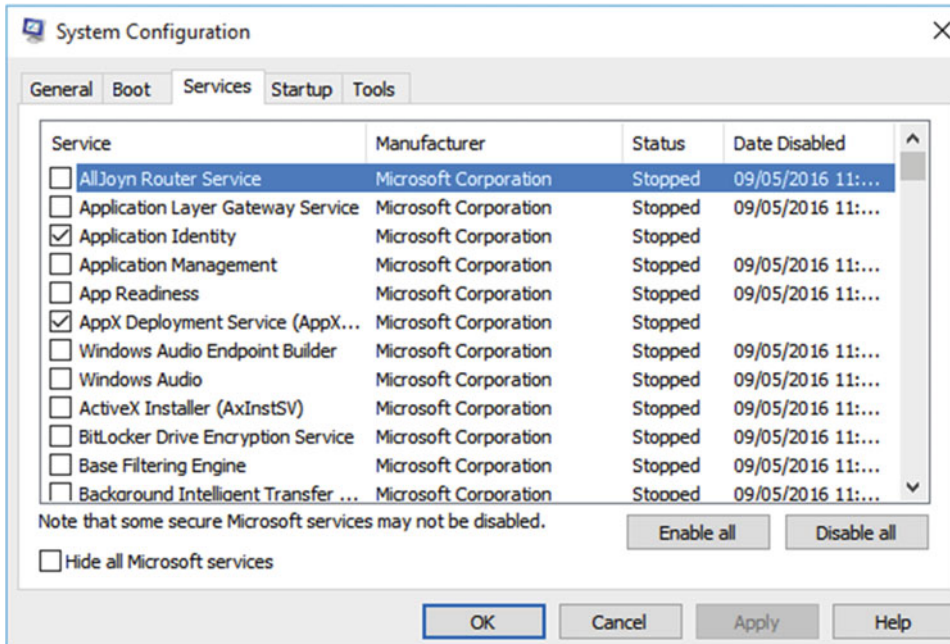 System Configuration
General Boot Services Startup Tools
Service Manufacturer Status Date Disabled
AllJoyn Router Service Microsoft Corporation Stopped 09/05/2016 11:...
Application Layer Gateway Service Microsoft Corporation Stopped 09/05/2016 11:...
Application Identity Microsoft Corporation Stopped
Application Management Microsoft Corporation Stopped 09/05/2016 11:...
App Readiness Microsoft Corporation Stopped 09/05/2016 11:...
AppX Deployment Service (AppX... Microsoft Corporation Stopped
Windows Audio Endpoint Builder Microsoft Corporation Stopped 09/05/2016 11:...
Windows Audio Microsoft Corporation Stopped 09/05/2016 11:...
ActiveX Installer (AxInstSV) Microsoft Corporation Stopped 09/05/2016 11:...
BitLocker Drive Encryption Service Microsoft Corporation Stopped 09/05/2016 11:...
Base Filtering Engine Microsoft Corporation Stopped 09/05/2016 11:...
Background Intelligent Transfer ... Microsoft Corporation Stopped 09/05/2016 11:...
Note that some secure Microsoft services may not be disabled.
Enable all Disable all
Hide all Microsoft services
OK Cancel Apply Help